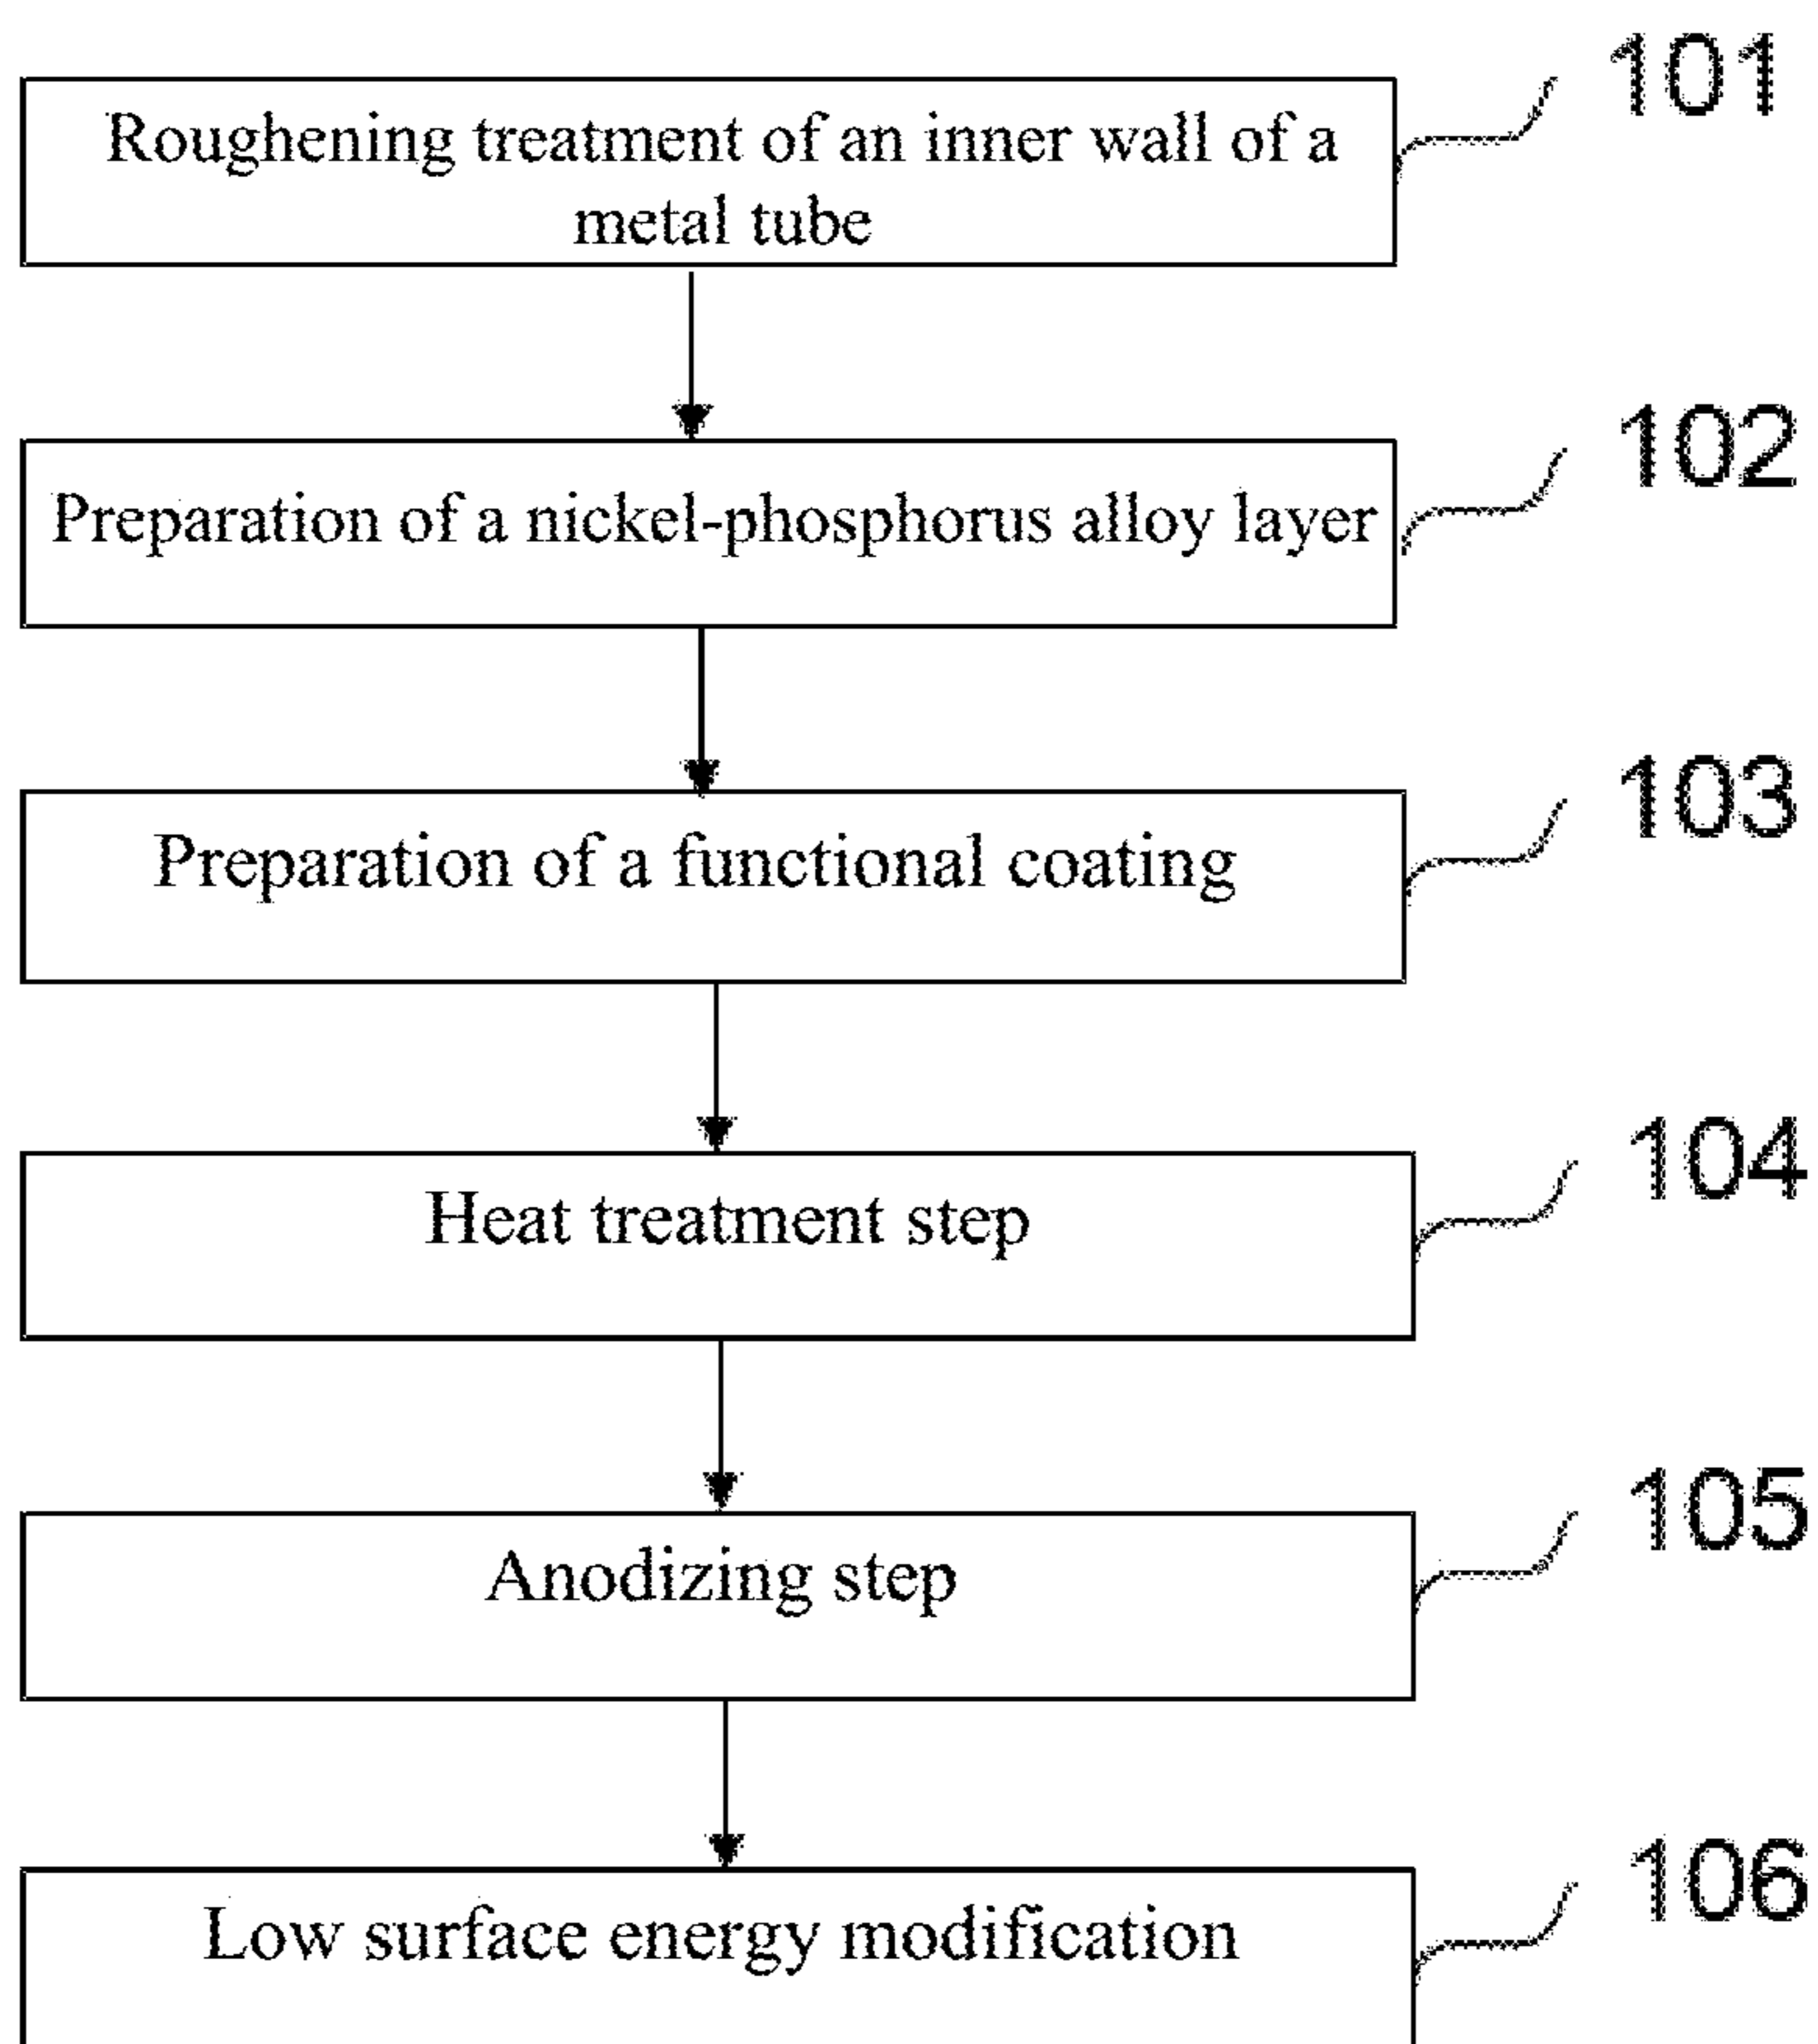 101
Roughening treatment of an inner wall of a
metal tube
102
Preparation of a nickel-phosphorus alloy layer
103
Preparation of a functional coating
104
Heat treatment step
105
Anodizing step
106
Low surface energy modification